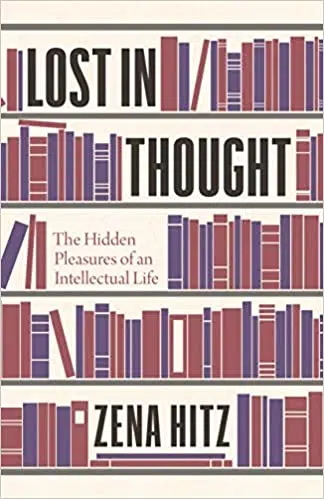 LOST IN
THOUGHT
The Hidden
Pleasures of an
Intellectual Life
ZENA HITZ